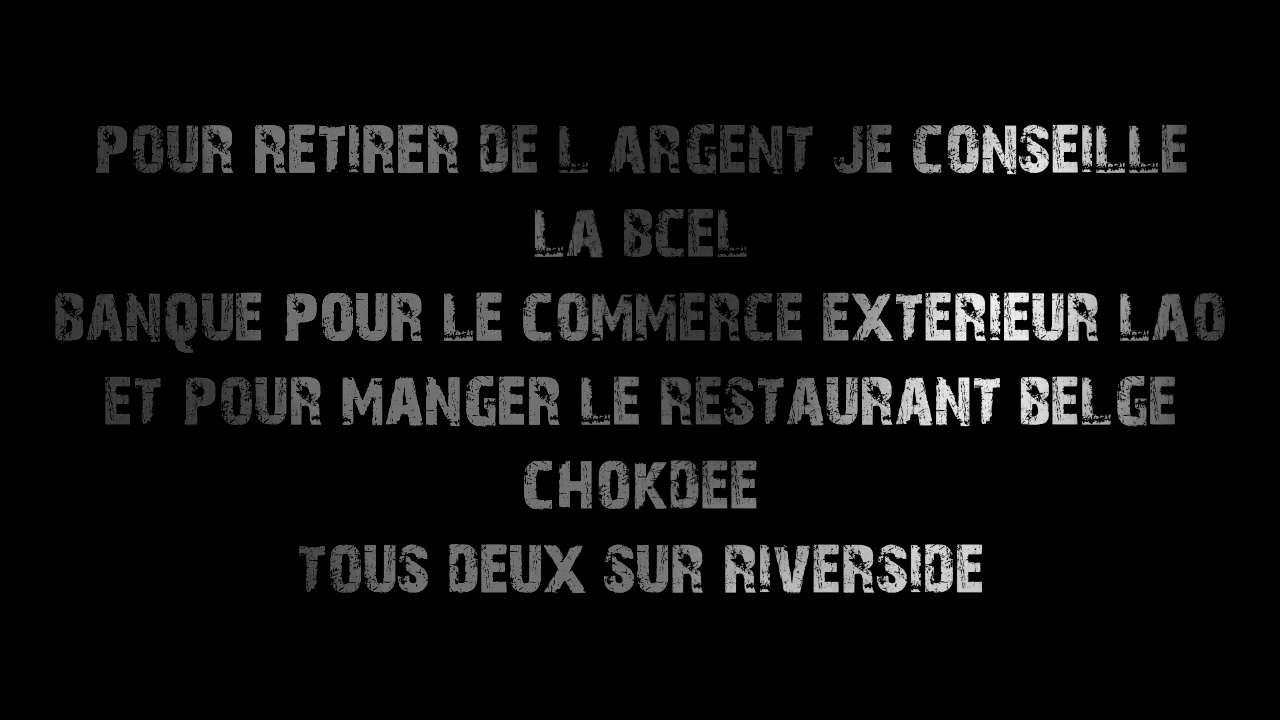 POUR RETIRER DE L ARGENT JE CONSEILLE
LA BCEL
BANQUE POUR LE COMMERCE EXTERIEUR LAO
ET POUR MANGER LE RESTAURANT BELGE
CHOKDEE
TOUS DEUX SUR RIVERSIDE